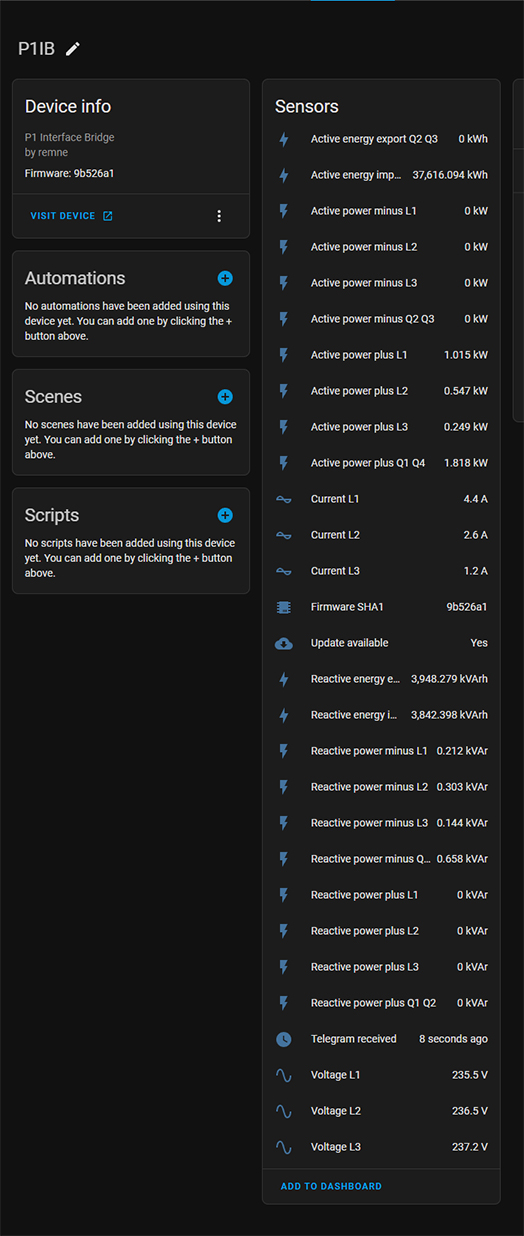 P1IB
Device info
P1 Interface Bridge
by remne
Firmware: 9b526a1
VISIT DEVICE
Automations
No automations have been added using this
device yet. You can add one by clicking the +
button above.
Scenes
No scenes have been added using this device
yet. You can add one by clicking the + button
above.
Scripts
No scripts have been added using this device
yet. You can add one by clicking the + button
above.
Sensors
Active energy export Q2 Q3 0 kWh
Active energy imp... 37,616.094 kWh
Active power minus L1 0 kW
Active power minus L2 0 kW
Active power minus L3 0 kW
Active power minus Q2 Q3 0 kW
Active power plus L1 1.015 kW
Active power plus L2 0.547 kW
Active power plus L3 0.249 kW
Active power plus Q1 Q4 1.818 kW
Current L1 4.4 A
Current L2 2.6 A
Current L3 1.2 A
Firmware SHA1 9b526a1
Update available Yes
Reactive energy e... 3,948.279 kVArh
Reactive energy i... 3,842.398 kVArh
Reactive power minus L1 0.212 kVAr
Reactive power minus L2 0.303 kVAr
Reactive power minus L3 0.144 kVAr
Reactive power minus Q... 0.658 kVAr
Reactive power plus L1 0 kVAr
Reactive power plus L2 0 kVAr
Reactive power plus L3 0 kVAr
Reactive power plus Q1 Q2 0 kVAr
Telegram received 8 seconds ago
Voltage L1 235.5 V
Voltage L2 236.5 V
Voltage L3 237.2 V
ADD TO DASHBOARD